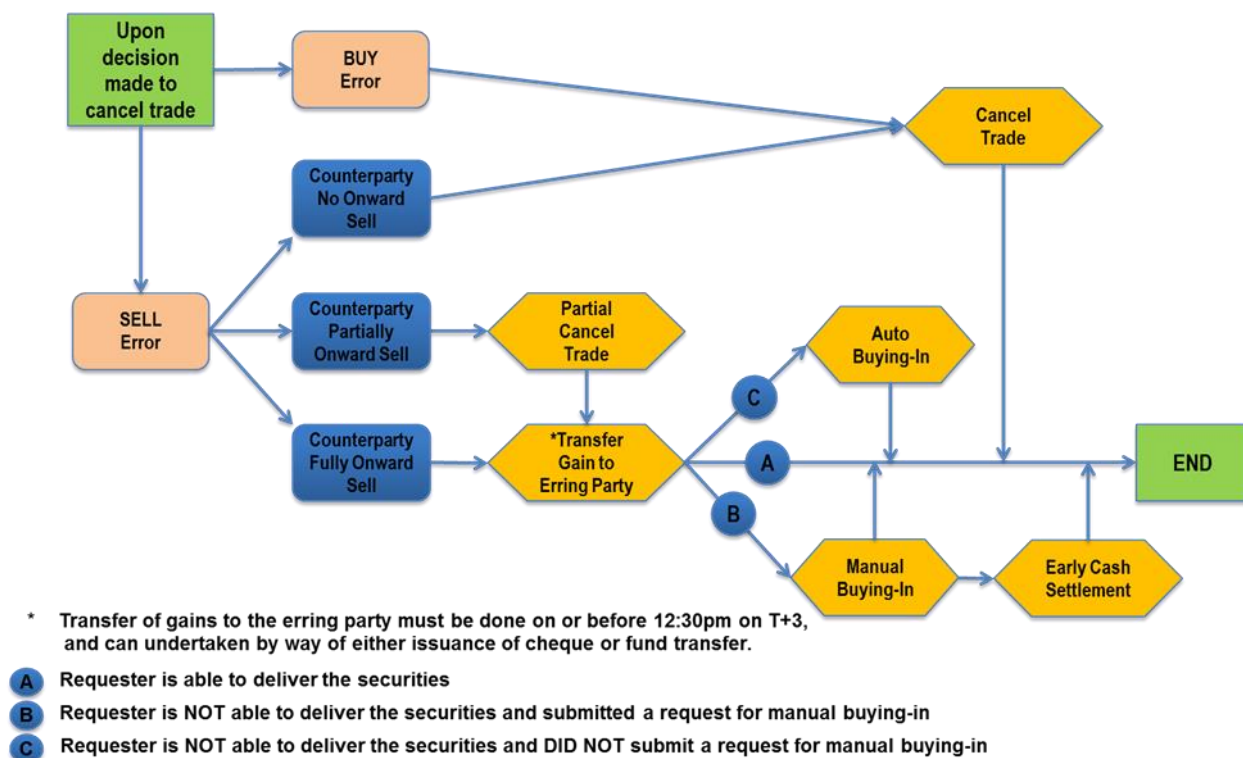 Upon
decision
made to
cancel trade
BUY
Error
Cancel
Trade
Counterparty
No Onward
Sell
SELL
Error
Counterparty
Partially
Onward Sell
Partial
Cancel
Trade
Auto
Buying-In
C
Counterparty
Fully Onward
Sell
*Transfer
Gain to
Erring Party
A
END
B
Manual
Buying-In
Early Cash
Settlement
* Transfer of gains to the erring party must be done on or before 12:30pm on T+3,
and can undertaken by way of either issuance of cheque or fund transfer.
A Requester is able to deliver the securities
B Requester is NOT able to deliver the securities and submitted a request for manual buying-in
C Requester is NOT able to deliver the securities and DID NOT submit a request for manual buying-in